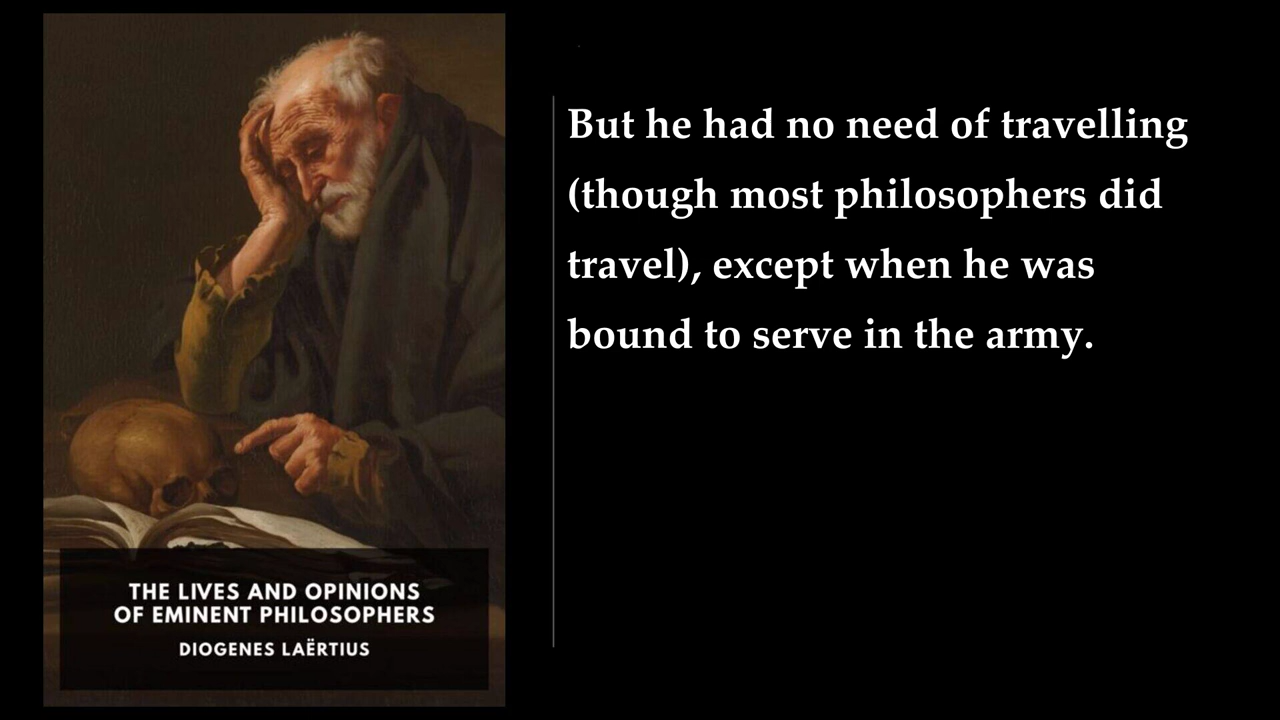 But he had no need of travelling
(though most philosophers did
travel), except when he was
bound to serve in the army.
THE LIVES AND OPINIONS
OF EMINENT PHILOSOPHERS
DIOGENES LAËRTIUS